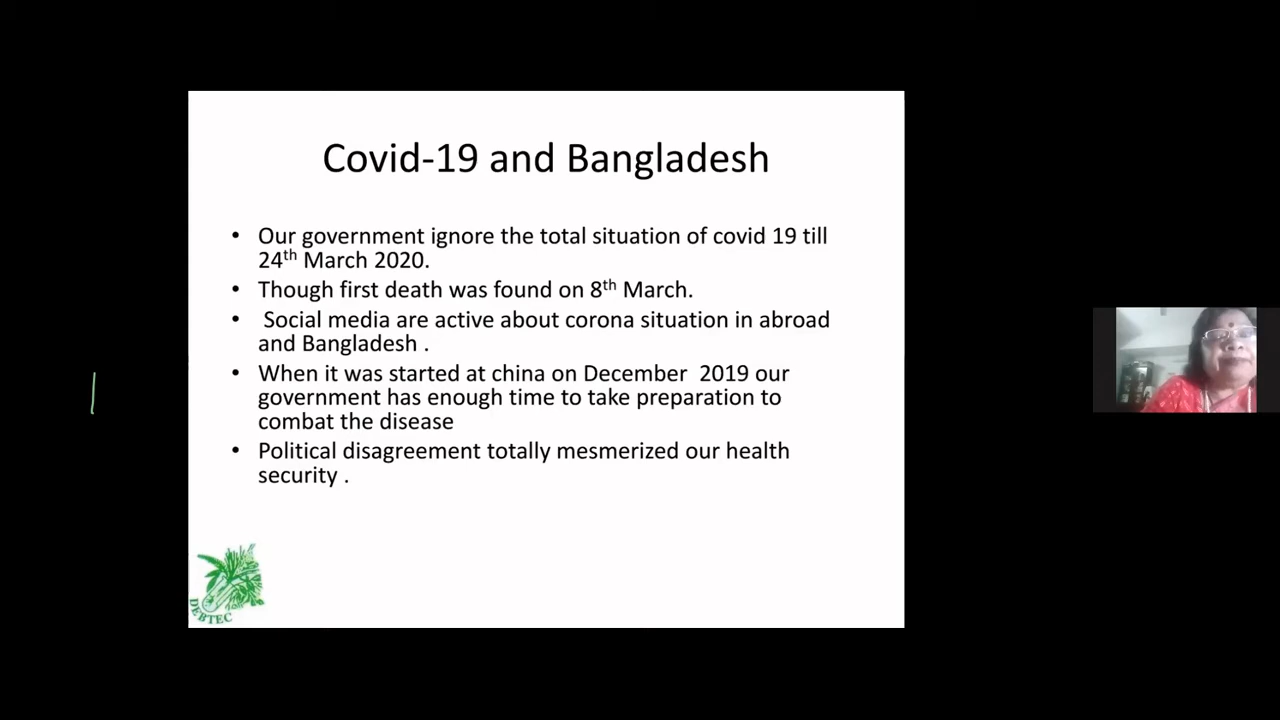 Covid-19 and Bangladesh
• Our government ignore the total situation of covid 19 till
24th March 2020.
• Though first death was found on 8th March.
• Social media are active about corona situation in abroad
and Bangladesh .
• When it was started at china on December 2019 our
government has enough time to take preparation to
combat the disease
• Political disagreement totally mesmerized our health
security .
DEBTEC